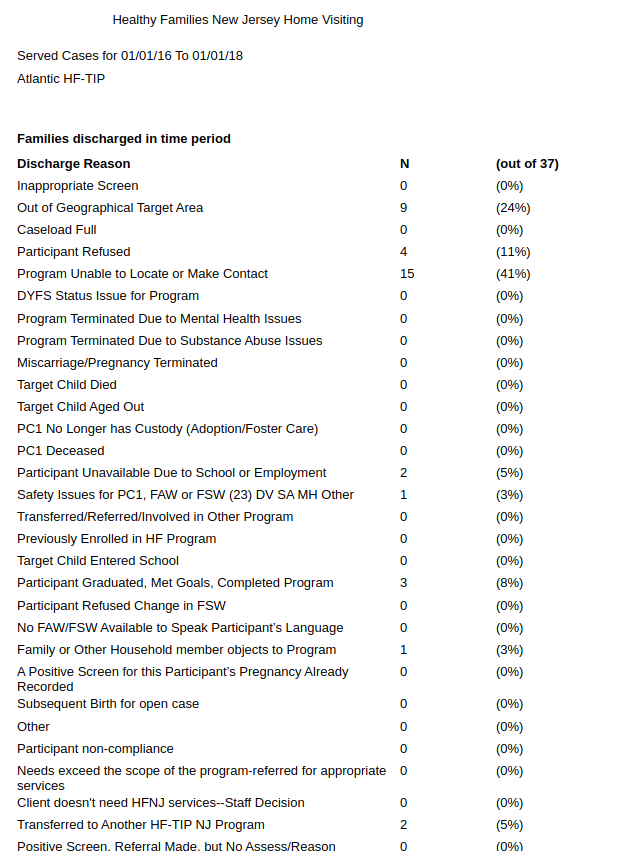 Healthy Families New Jersey Home Visiting
Served Cases for 01/01/16 To 01/01/18
Atlantic HF-TIP
Families discharged in time period
Discharge Reason N (out of 37)
Inappropriate Screen 0 (0%)
Out of Geographical Target Area 9 (24%)
Caseload Full 0 (0%)
Participant Refused 4 (11%)
Program Unable to Locate or Make Contact 15 (41%)
DYFS Status Issue for Program 0 (0%)
Program Terminated Due to Mental Health Issues 0 (0%)
Program Terminated Due to Substance Abuse Issues 0 (0%)
Miscarriage/Pregnancy Terminated 0 (0%)
Target Child Died 0 (0%)
Target Child Aged Out 0 (0%)
PC1 No Longer has Custody (Adoption/Foster Care) 0 (0%)
PC1 Deceased 0 (0%)
Participant Unavailable Due to School or Employment 2 (5%)
Safety Issues for PC1, FAW or FSW (23) DV SA MH Other 1 (3%)
Transferred/Referred/Involved in Other Program 0 (0%)
Previously Enrolled in HF Program 0 (0%)
Target Child Entered School 0 (0%)
Participant Graduated, Met Goals, Completed Program 3 (8%)
Participant Refused Change in FSW 0 (0%)
No FAW/FSW Available to Speak Participant's Language 0 (0%)
Family or Other Household member objects to Program 1 (3%)
A Positive Screen for this Participant's Pregnancy Already 0 (0%)
Recorded
Subsequent Birth for open case 0 (0%)
Other 0 (0%)
Participant non-compliance 0 (0%)
Needs exceed the scope of the program-referred for appropriate 0 (0%)
services
Client doesn't need HFNJ services--Staff Decision 0 (0%)
Transferred to Another HF-TIP NJ Program 2 (5%)
Positive Screen, Referral Made, but No Assess/Reason 0 (0%)